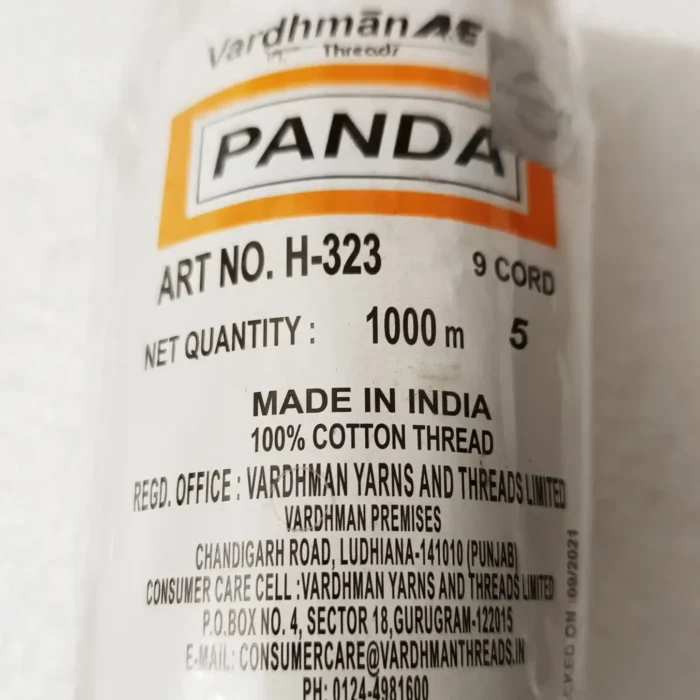 Vardhmān A&E
Threads
PANDA
ART NO. H-323 9 CORD
NET QUANTITY : 1000 m 5
MADE IN INDIA
100% COTTON THREAD
REGD. OFFICE : VARDHMAN YARNS AND THREADS LIMITED
VARDHMAN PREMISES
CHANDIGARH ROAD, LUDHIANA-141010 (PUNJAB)
CONSUMER CARE CELL :VARDHMAN YARNS AND THREADS LIMITED
P.O.BOX NO. 4, SECTOR 18,GURUGRAM-122015
E-MAIL: CONSUMERCARE@VARDHMANTHREADS.IN
PH: 0124-4981600
ON :09/2021